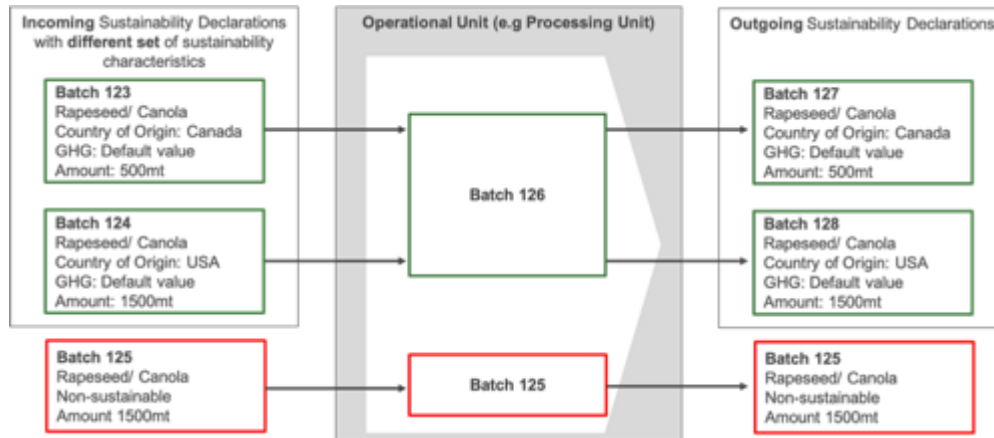 Incoming Sustainability Declarations
with different set of sustainability
characteristics
Batch 123
Rapeseed/ Canola
Country of Origin: Canada
GHG: Default value
Amount: 500mt
Batch 124
Rapeseed/ Canola
Country of Origin: USA
GHG: Default value
Amount: 1500mt
Batch 125
Rapeseed/ Canola
Non-sustainable
Amount 1500mt
Operational Unit (e.g Processing Unit)
Batch 126
Batch 125
Outgoing Sustainability Declarations
Batch 127
Rapeseed/ Canola
Country of Origin: Canada
GHG: Default value
Amount: 500mt
Batch 128
Rapeseed/ Canola
Country of Origin: USA
GHG: Default value
Amount: 1500mt
Batch 125
Rapeseed/ Canola
Non-sustainable
Amount 1500mt